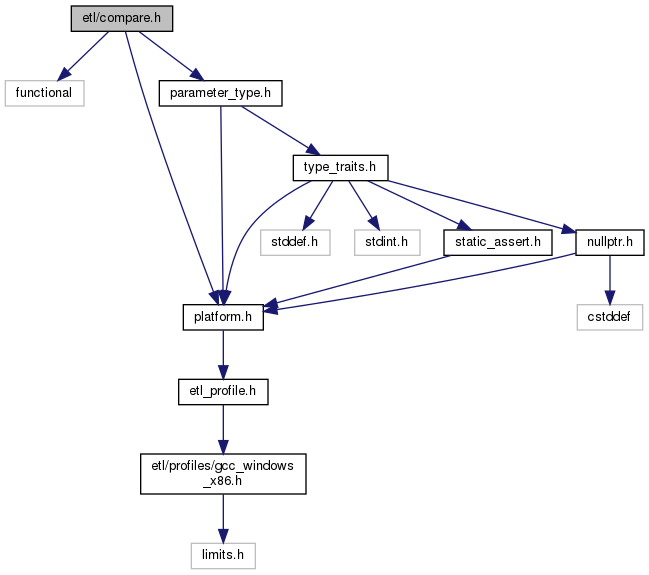 etl/compare.h
functional
parameter_type.h
type_traits.h
stddef.h
stdint.h
static_assert.h
nullptr.h
platform.h
cstddef
etl_profile.h
etl/profiles/gcc_windows
_x86.h
limits.h